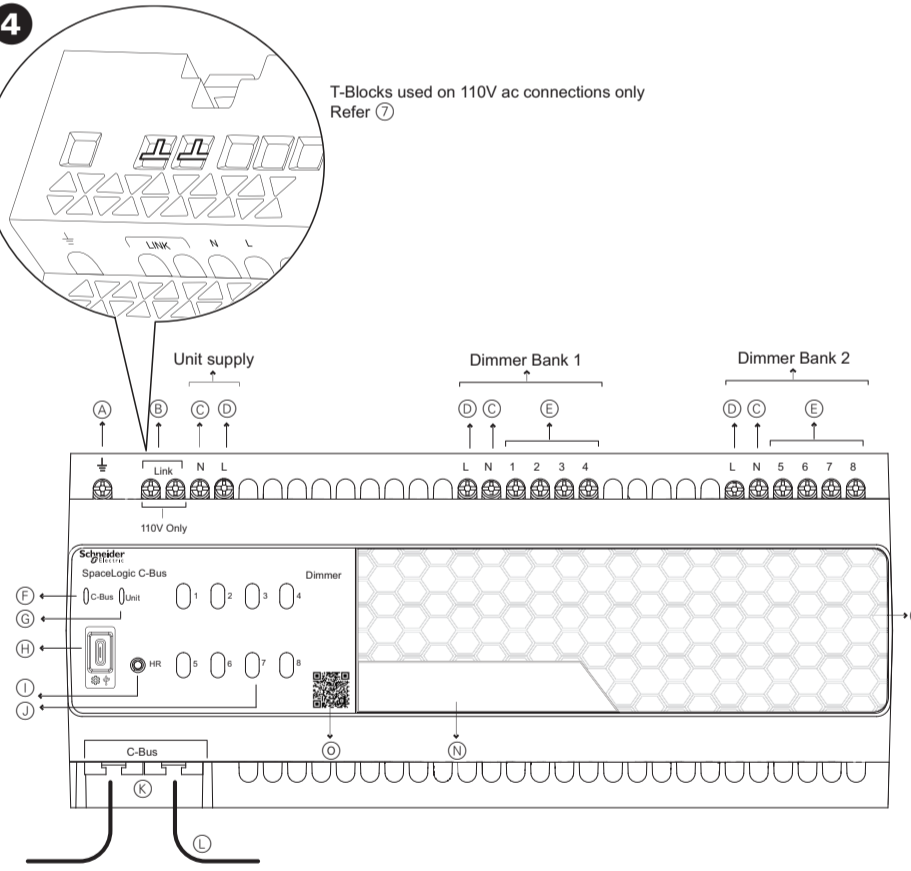 4
T-Blocks used on 110V ac connections only
Refer ⑦
LINK N L
Unit supply
Dimmer Bank 1
Dimmer Bank 2
Ⓐ Ⓑ Ⓒ Ⓓ Ⓓ Ⓒ Ⓔ Ⓓ Ⓒ Ⓔ
Link N L L N 1 2 3 4 L N 5 6 7 8
110V Only
Schneider
Electric
SpaceLogic C-Bus
Dimmer
Ⓕ C-Bus Unit 1 2 3 4
Ⓖ
Ⓗ
HR 5 6 7 8
Ⓘ
Ⓙ
Ⓞ Ⓝ
C-Bus
Ⓚ
Ⓛ